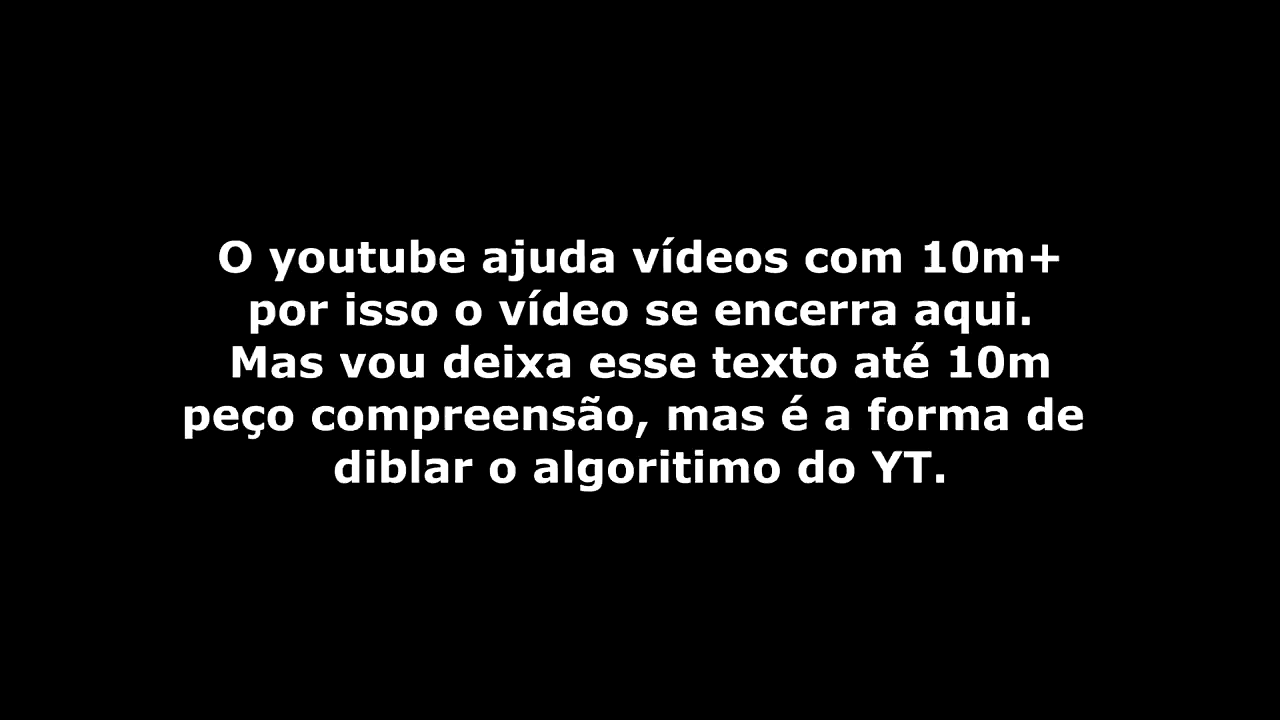 O youtube ajuda vídeos com 10m+
por isso o vídeo se encerra aqui.
Mas vou deixa esse texto até 10m
peço compreensão, mas é a forma de
diblar o algoritimo do YT.